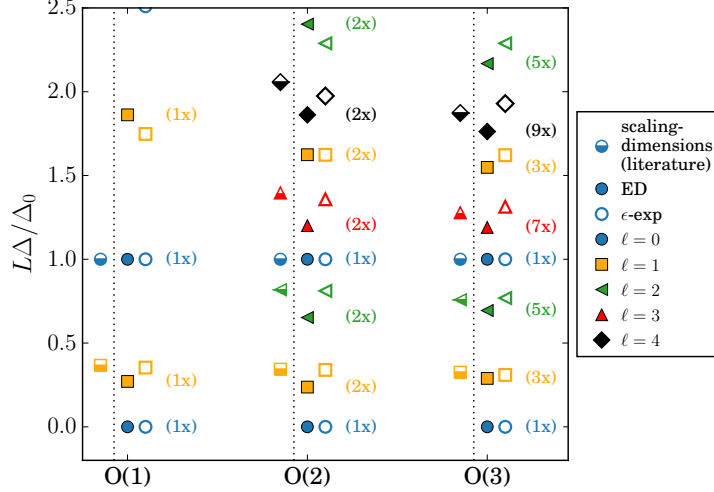 2.5
2.0
1.5
1.0
0.5
0.0
LΔ/Δ₀
(1x)
(1x)
(1x)
(1x)
(2x)
(2x)
(2x)
(2x)
(1x)
(2x)
(2x)
(1x)
(5x)
(9x)
(3x)
(7x)
(1x)
(5x)
(3x)
(1x)
O(1)
O(2)
O(3)
scaling-
dimensions
(literature)
ED
ϵ-exp
ℓ = 0
ℓ = 1
ℓ = 2
ℓ = 3
ℓ = 4